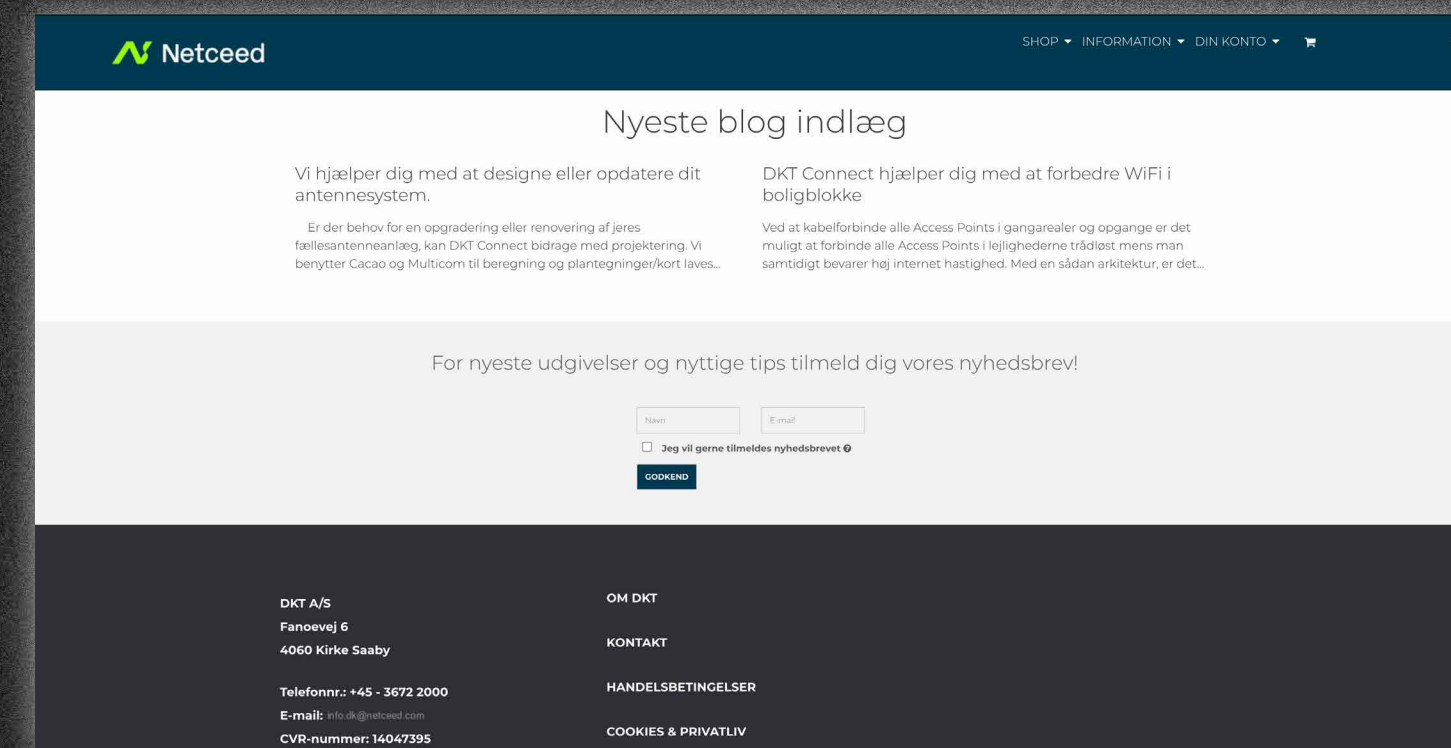 Netceed
SHOP INFORMATION DIN KONTO
Nyeste blog indlæg
Vi hjælper dig med at designe eller opdatere dit
antennesystem.
Er der behov for en opgradering eller renovering af jeres
fællesantenneanlæg, kan DKT Connect bidrage med projektering. Vi
benytter Cacao og Multicom til beregning og plantegninger/kort laves...
DKT Connect hjælper dig med at forbedre WiFi i
boligblokke
Ved at kabelforbinde alle Access Points i gangarealer og opgange er det
muligt at forbinde alle Access Points i lejlighederne trådløst mens man
samtidigt bevarer høj internet hastighed. Med en sådan arkitektur, er det...
For nyeste udgivelser og nyttige tips tilmeld dig vores nyhedsbrev!
Navn
E-mail
Jeg vil gerne tilmeldes nyhedsbrevet
GODKEND
DKT A/S
Fanoevej 6
4060 Kirke Saaby
Telefonnr.: +45 - 3672 2000
E-mail: info.dk@netceed.com
CVR-nummer: 14047395
OM DKT
KONTAKT
HANDELSBETINGELSER
COOKIES & PRIVATLIV